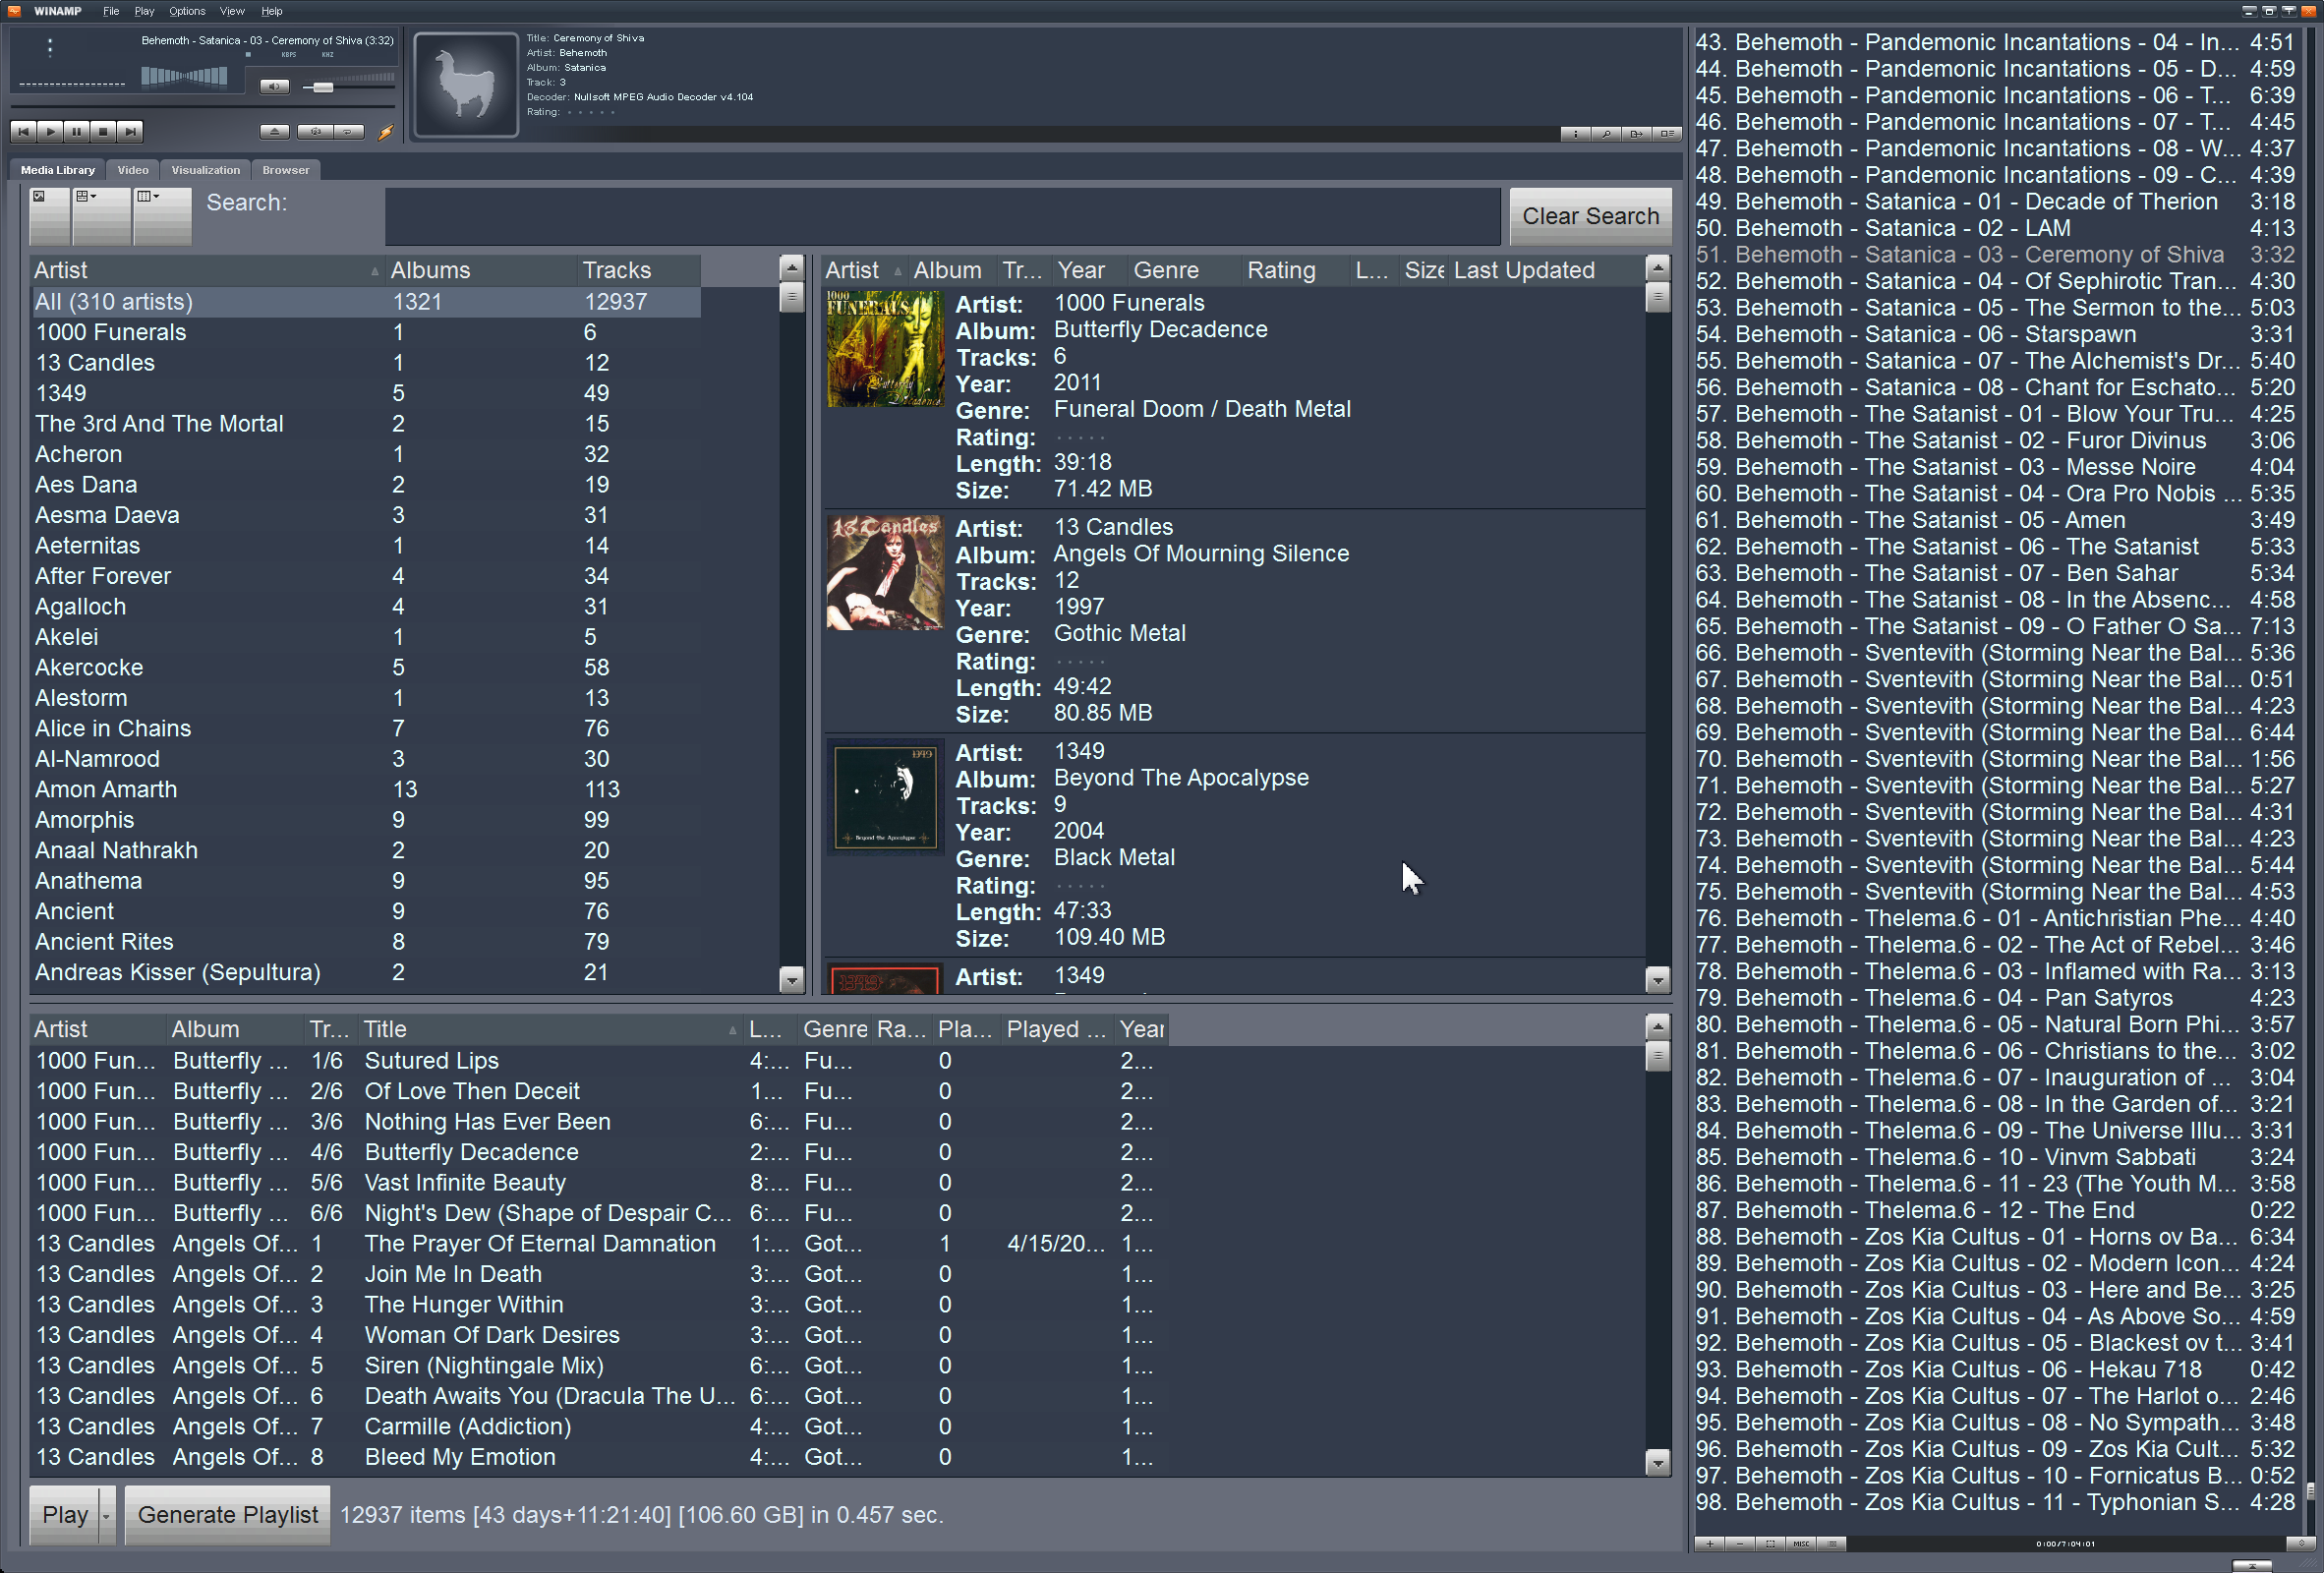 WINAMP File Play Options View Help
Behemoth - Satanica - 03 - Ceremony of Shiva (3:32)
KBPS KHZ
Title: Ceremony of Shiva
Artist: Behemoth
Album: Satanica
Track: 3
Decoder: Nullsoft MPEG Audio Decoder v4.104
Rating:
Media Library Video Visualization Browser
Search:
Clear Search
Artist Albums Tracks
All (310 artists) 1321 12937
1000 Funerals 1 6
13 Candles 1 12
1349 5 49
The 3rd And The Mortal 2 15
Acheron 1 32
Aes Dana 2 19
Aesma Daeva 3 31
Aeternitas 1 14
After Forever 4 34
Agalloch 4 31
Akelei 1 5
Akercocke 5 58
Alestorm 1 13
Alice in Chains 7 76
Al-Namrood 3 30
Amon Amarth 13 113
Amorphis 9 99
Anaal Nathrakh 2 20
Anathema 9 95
Ancient 9 76
Ancient Rites 8 79
Andreas Kisser (Sepultura) 2 21
Artist Album Tr... Year Genre Rating L... Size Last Updated
1000
FUNERALS
Butterfly
Decadence
Artist: 1000 Funerals
Album: Butterfly Decadence
Tracks: 6
Year: 2011
Genre: Funeral Doom / Death Metal
Rating:
Length: 39:18
Size: 71.42 MB
13 Candles
Artist: 13 Candles
Album: Angels Of Mourning Silence
Tracks: 12
Year: 1997
Genre: Gothic Metal
Rating:
Length: 49:42
Size: 80.85 MB
1349
Beyond the Apocalypse
Artist: 1349
Album: Beyond The Apocalypse
Tracks: 9
Year: 2004
Genre: Black Metal
Rating:
Length: 47:33
Size: 109.40 MB
1349
Artist: 1349
Artist Album Tr... Title L... Genre Ra... Pla... Played ... Year
1000 Fun... Butterfly ... 1/6 Sutured Lips 4:... Fu... 0 2...
1000 Fun... Butterfly ... 2/6 Of Love Then Deceit 1... Fu... 0 2...
1000 Fun... Butterfly ... 3/6 Nothing Has Ever Been 6:... Fu... 0 2...
1000 Fun... Butterfly ... 4/6 Butterfly Decadence 2:... Fu... 0 2...
1000 Fun... Butterfly ... 5/6 Vast Infinite Beauty 8:... Fu... 0 2...
1000 Fun... Butterfly ... 6/6 Night's Dew (Shape of Despair C... 6:... Fu... 0 2...
13 Candles Angels Of... 1 The Prayer Of Eternal Damnation 1:... Got... 1 4/15/20... 1...
13 Candles Angels Of... 2 Join Me In Death 3:... Got... 0 1...
13 Candles Angels Of... 3 The Hunger Within 3:... Got... 0 1...
13 Candles Angels Of... 4 Woman Of Dark Desires 3:... Got... 0 1...
13 Candles Angels Of... 5 Siren (Nightingale Mix) 6:... Got... 0 1...
13 Candles Angels Of... 6 Death Awaits You (Dracula The U... 6:... Got... 0 1...
13 Candles Angels Of... 7 Carmille (Addiction) 4:... Got... 0 1...
13 Candles Angels Of... 8 Bleed My Emotion 4:... Got... 0 1...
Play Generate Playlist 12937 items [43 days+11:21:40] [106.60 GB] in 0.457 sec.
43. Behemoth - Pandemonic Incantations - 04 - In... 4:51
44. Behemoth - Pandemonic Incantations - 05 - D... 4:59
45. Behemoth - Pandemonic Incantations - 06 - T... 6:39
46. Behemoth - Pandemonic Incantations - 07 - T... 4:45
47. Behemoth - Pandemonic Incantations - 08 - W... 4:37
48. Behemoth - Pandemonic Incantations - 09 - C... 4:39
49. Behemoth - Satanica - 01 - Decade of Therion 3:18
50. Behemoth - Satanica - 02 - LAM 4:13
51. Behemoth - Satanica - 03 - Ceremony of Shiva 3:32
52. Behemoth - Satanica - 04 - Of Sephirotic Tran... 4:30
53. Behemoth - Satanica - 05 - The Sermon to the... 5:03
54. Behemoth - Satanica - 06 - Starspawn 3:31
55. Behemoth - Satanica - 07 - The Alchemist's Dr... 5:40
56. Behemoth - Satanica - 08 - Chant for Eschato... 5:20
57. Behemoth - The Satanist - 01 - Blow Your Tru... 4:25
58. Behemoth - The Satanist - 02 - Furor Divinus 3:06
59. Behemoth - The Satanist - 03 - Messe Noire 4:04
60. Behemoth - The Satanist - 04 - Ora Pro Nobis ... 5:35
61. Behemoth - The Satanist - 05 - Amen 3:49
62. Behemoth - The Satanist - 06 - The Satanist 5:33
63. Behemoth - The Satanist - 07 - Ben Sahar 5:34
64. Behemoth - The Satanist - 08 - In the Absenc... 4:58
65. Behemoth - The Satanist - 09 - O Father O Sa... 7:13
66. Behemoth - Sventevith (Storming Near the Bal... 5:36
67. Behemoth - Sventevith (Storming Near the Bal... 0:51
68. Behemoth - Sventevith (Storming Near the Bal... 4:23
69. Behemoth - Sventevith (Storming Near the Bal... 6:44
70. Behemoth - Sventevith (Storming Near the Bal... 1:56
71. Behemoth - Sventevith (Storming Near the Bal... 5:27
72. Behemoth - Sventevith (Storming Near the Bal... 4:31
73. Behemoth - Sventevith (Storming Near the Bal... 4:23
74. Behemoth - Sventevith (Storming Near the Bal... 5:44
75. Behemoth - Sventevith (Storming Near the Bal... 4:53
76. Behemoth - Thelema.6 - 01 - Antichristian Phe... 4:40
77. Behemoth - Thelema.6 - 02 - The Act of Rebel... 3:46
78. Behemoth - Thelema.6 - 03 - Inflamed with Ra... 3:13
79. Behemoth - Thelema.6 - 04 - Pan Satyros 4:23
80. Behemoth - Thelema.6 - 05 - Natural Born Phi... 3:57
81. Behemoth - Thelema.6 - 06 - Christians to the... 3:02
82. Behemoth - Thelema.6 - 07 - Inauguration of ... 3:04
83. Behemoth - Thelema.6 - 08 - In the Garden of... 3:21
84. Behemoth - Thelema.6 - 09 - The Universe Illu... 3:31
85. Behemoth - Thelema.6 - 10 - Vinvm Sabbati 3:24
86. Behemoth - Thelema.6 - 11 - 23 (The Youth M... 3:58
87. Behemoth - Thelema.6 - 12 - The End 0:22
88. Behemoth - Zos Kia Cultus - 01 - Horns ov Ba... 6:34
89. Behemoth - Zos Kia Cultus - 02 - Modern Icon... 4:24
90. Behemoth - Zos Kia Cultus - 03 - Here and Be... 3:25
91. Behemoth - Zos Kia Cultus - 04 - As Above So... 4:59
92. Behemoth - Zos Kia Cultus - 05 - Blackest ov t... 3:41
93. Behemoth - Zos Kia Cultus - 06 - Hekau 718 0:42
94. Behemoth - Zos Kia Cultus - 07 - The Harlot o... 2:46
95. Behemoth - Zos Kia Cultus - 08 - No Sympath... 3:48
96. Behemoth - Zos Kia Cultus - 09 - Zos Kia Cult... 5:32
97. Behemoth - Zos Kia Cultus - 10 - Fornicatus B... 0:52
98. Behemoth - Zos Kia Cultus - 11 - Typhonian S... 4:28
MISC 0:00/7:04:01